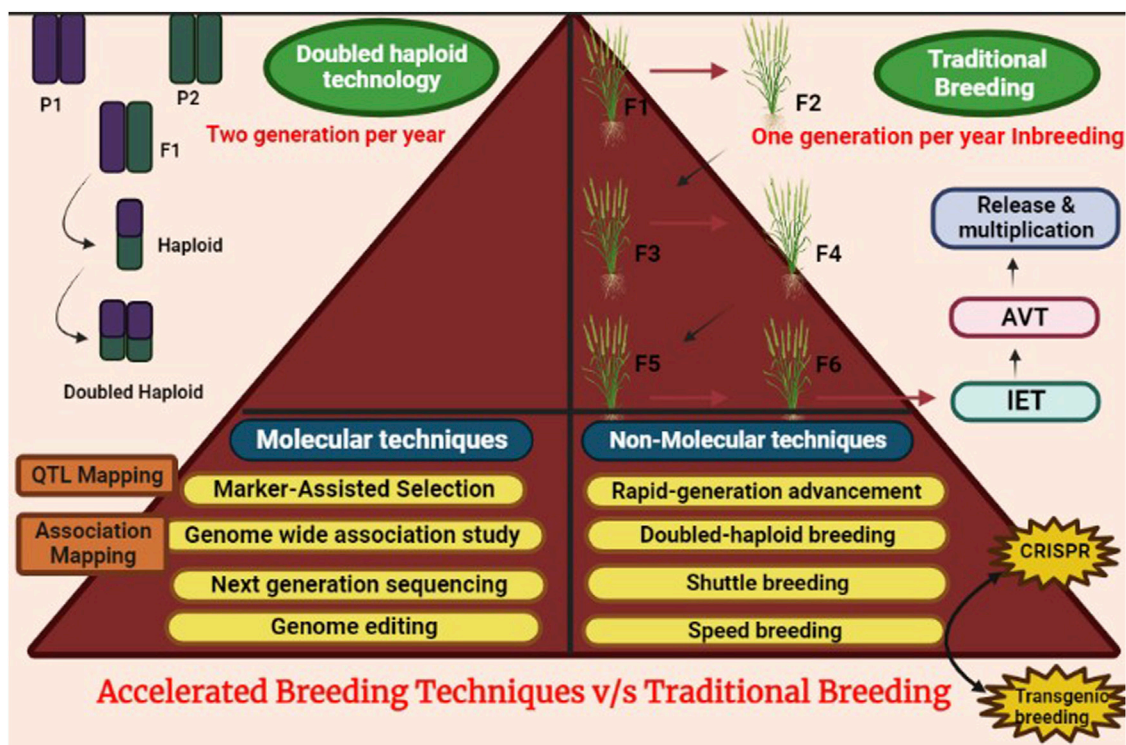 P1
P2
F1
Haploid
Doubled Haploid
Doubled haploid
technology
Two generation per year
F1
F2
F3
F4
F5
F6
Traditional
Breeding
One generation per year Inbreeding
Release &
multiplication
AVT
IET
Molecular techniques
Non-Molecular techniques
QTL Mapping
Association
Mapping
Marker-Assisted Selection
Genome wide association study
Next generation sequencing
Genome editing
Rapid-generation advancement
Doubled-haploid breeding
Shuttle breeding
Speed breeding
CRISPR
Transgenic
breeding
Accelerated Breeding Techniques v/s Traditional Breeding